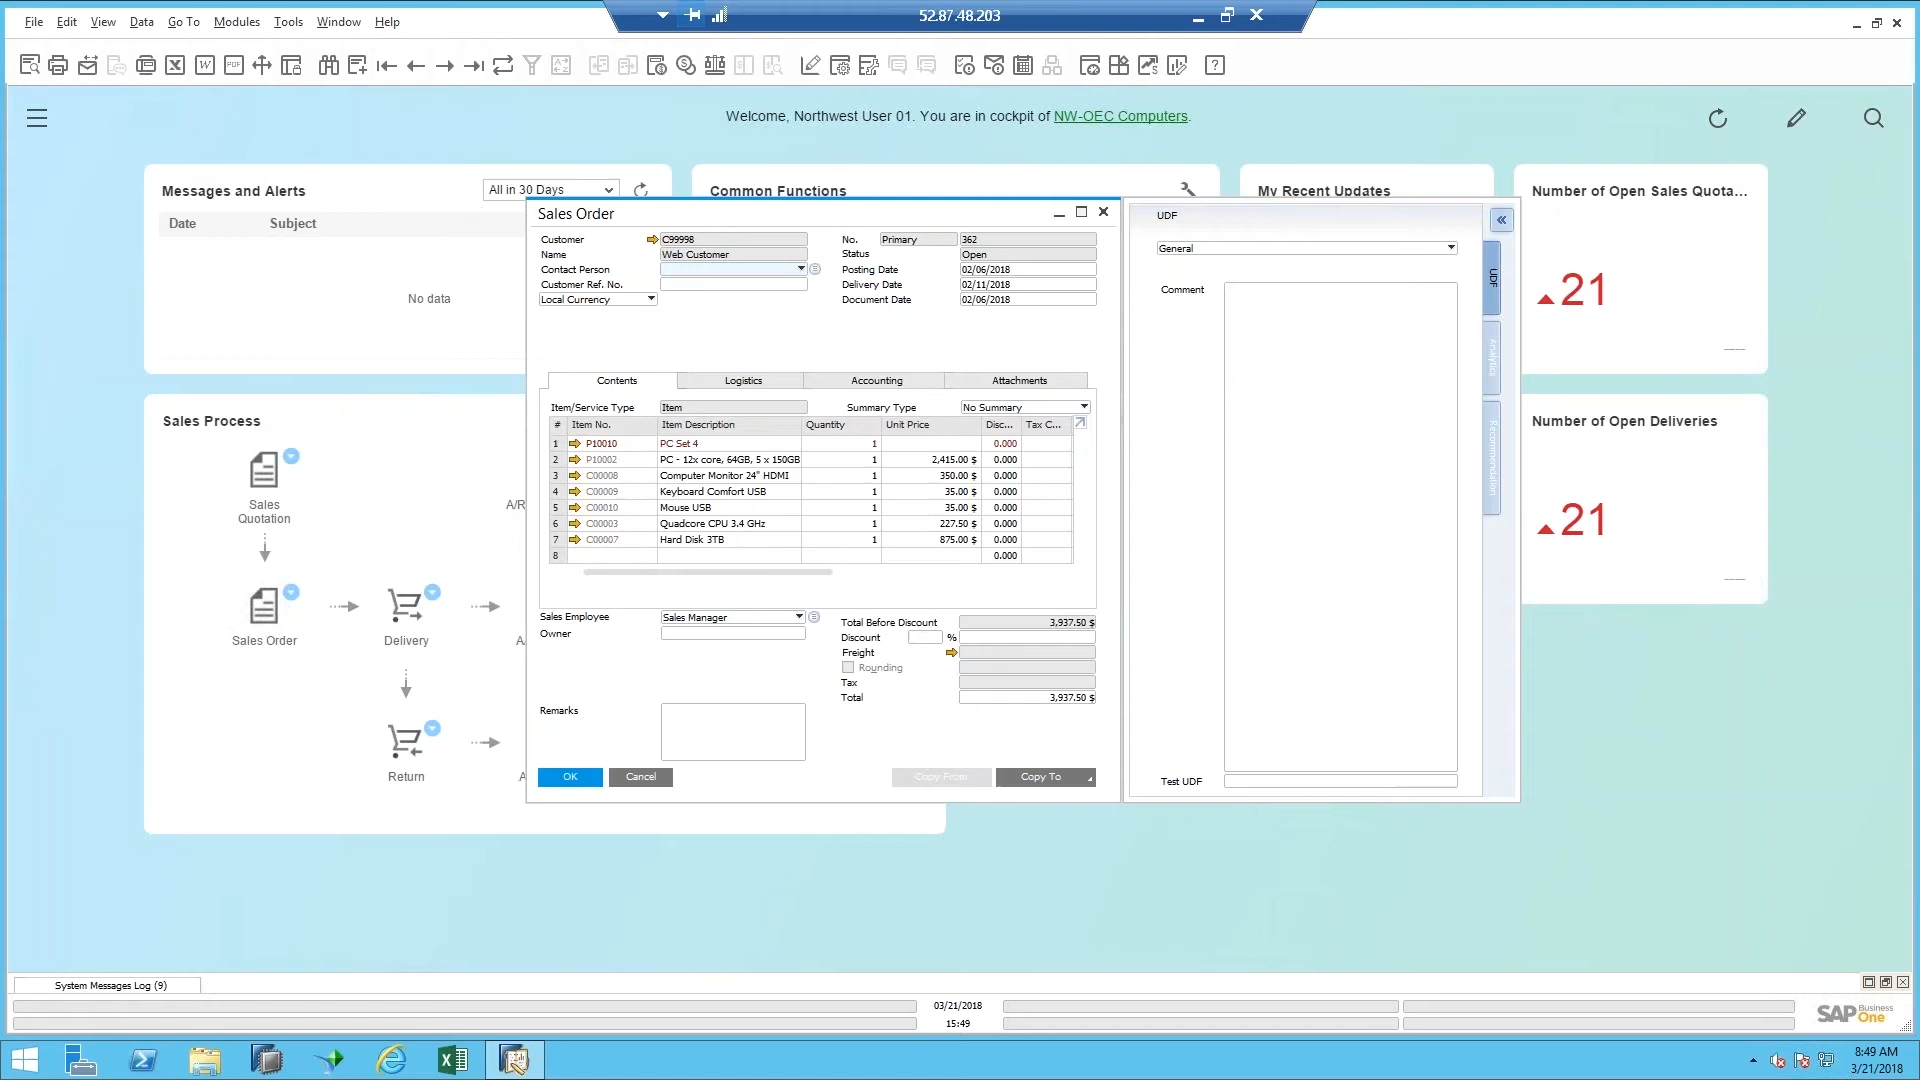 52.87.48.203
File Edit View Data Go To Modules Tools Window Help
Welcome, Northwest User 01. You are in cockpit of NW-OEC Computers.
Messages and Alerts
All in 30 Days
Date Subject
No data
Common Functions
My Recent Updates
Number of Open Sales Quota...
21
Number of Open Deliveries
21
Sales Process
Sales
Quotation
A/R
Sales Order
Delivery
A
Return
A
Sales Order
Customer C99998
Name Web Customer
Contact Person
Customer Ref. No.
Local Currency
No. Primary 362
Status Open
Posting Date 02/06/2018
Delivery Date 02/11/2018
Document Date 02/06/2018
Contents Logistics Accounting Attachments
Item/Service Type Item Summary Type No Summary
# Item No. Item Description Quantity Unit Price Disc... Tax C...
1 P10010 PC Set 4 1 0.000
2 P10002 PC - 12x core, 64GB, 5 x 150GB 1 2,415.00 $ 0.000
3 C00008 Computer Monitor 24" HDMI 1 350.00 $ 0.000
4 C00009 Keyboard Comfort USB 1 35.00 $ 0.000
5 C00010 Mouse USB 1 35.00 $ 0.000
6 C00003 Quadcore CPU 3.4 GHz 1 227.50 $ 0.000
7 C00007 Hard Disk 3TB 1 875.00 $ 0.000
8 0.000
Sales Employee Sales Manager
Owner
Total Before Discount 3,937.50 $
Discount %
Freight
Rounding
Tax
Total 3,937.50 $
Remarks
OK Cancel Copy From Copy To
UDF
General
Comment
Test UDF
UDF
Analytics
Recommendation
System Messages Log (9)
03/21/2018
15:49
SAP Business One
8:49 AM
3/21/2018